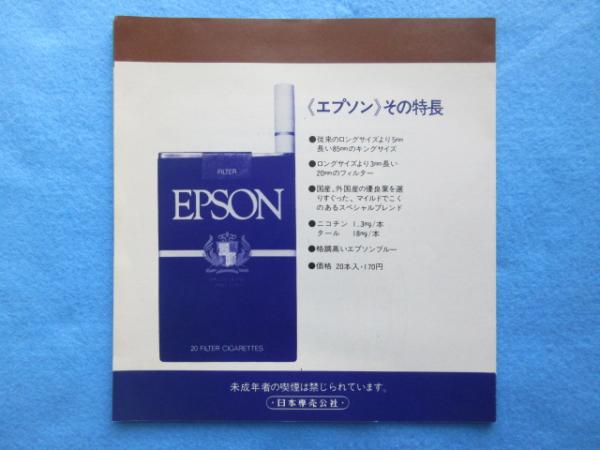 《エプソン》その特長
●従来のロングサイズより5mm
長い85mmのキングサイズ
●ロングサイズより3mm長い
20mmのフィルター
●国産、外国産の優良葉を選
りすぐった、マイルドでこく
のあるスペシャルブレンド
●ニコチン 1.3mg/本
タール 18mg/本
●格調高いエプソンブルー
●価格 20本入・170円
FILTER
EPSON
20 FILTER CIGARETTES
未成年者の喫煙は禁じられています。
・日本専売公社・